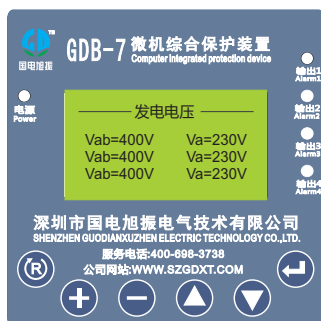 GDB-7 微机综合保护装置
Computer integrated protection device
TM
国电旭振
电源
Power
输出1
Alarm1
输出2
Alarm2
输出3
Alarm3
输出4
Alarm4
发电电压
Vab=400V Va=230V
Vab=400V Va=230V
Vab=400V Va=230V
深圳市国电旭振电气技术有限公司
SHENZHEN GUODIANXUZHEN ELECTRIC TECHNOLOGY CO.,LTD.
服务电话:400-698-3738
公司网站:WWW.SZGDXT.COM
R